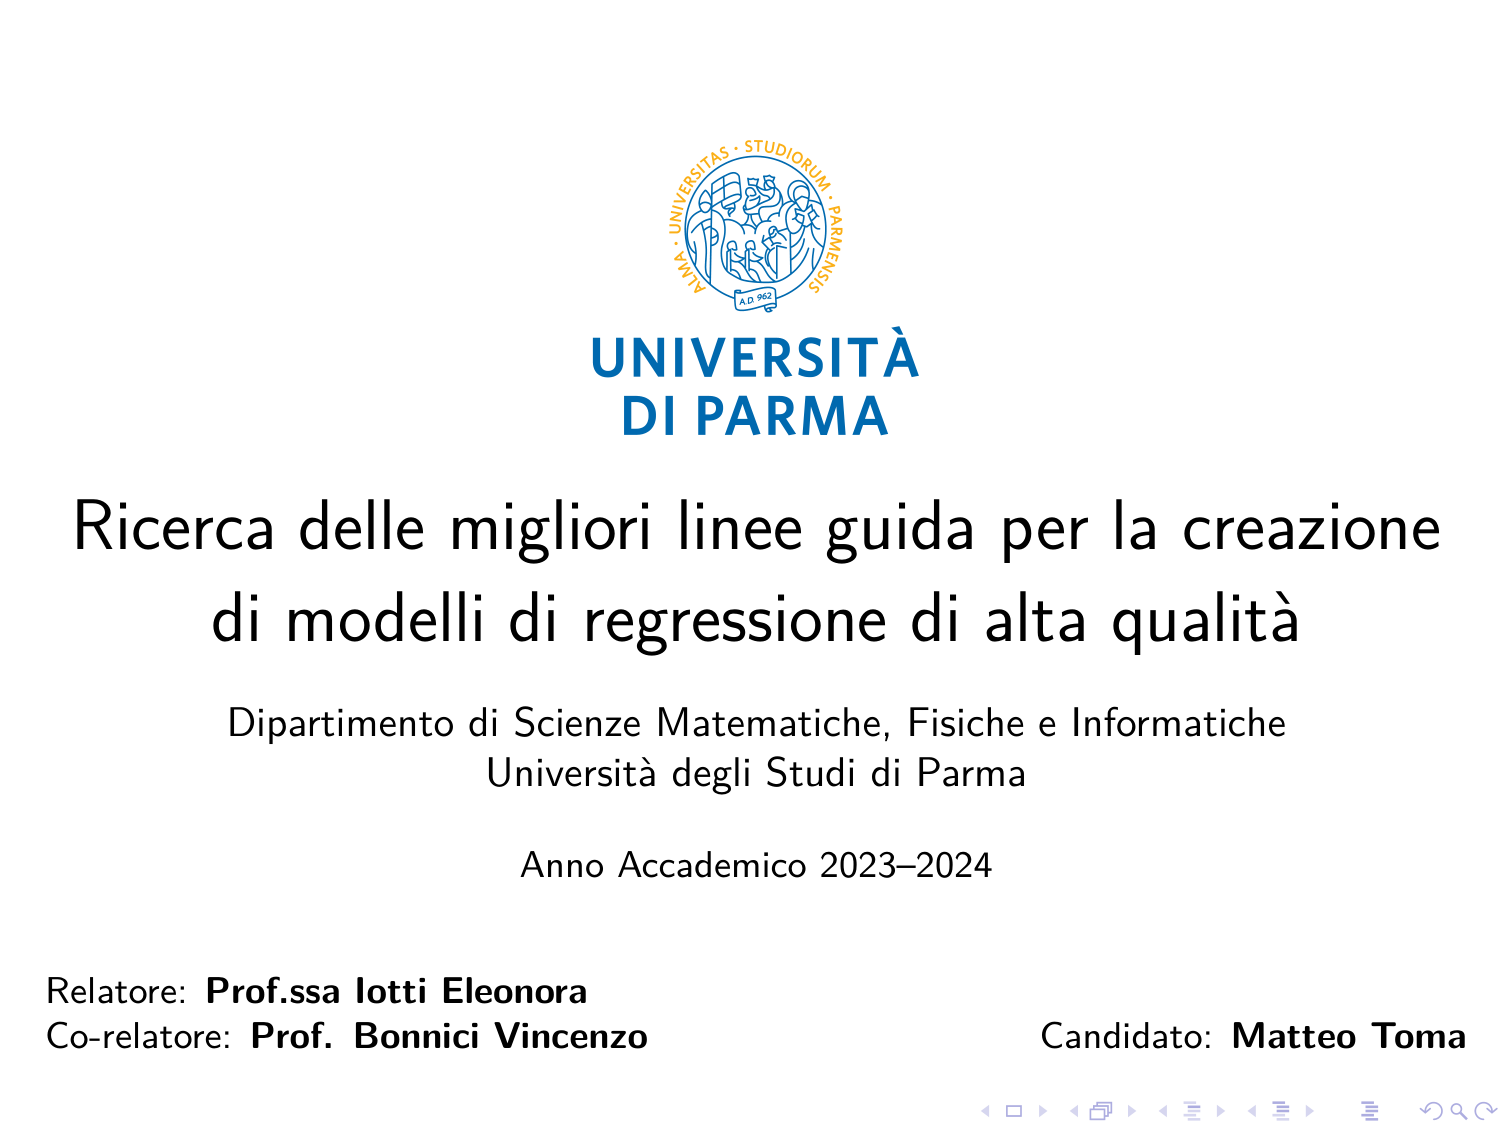 ALMA · UNIVERSITAS · STUDIORUM · PARMENSIS
A.D. 962
UNIVERSITÀ
DI PARMA
Ricerca delle migliori linee guida per la creazione
di modelli di regressione di alta qualità
Dipartimento di Scienze Matematiche, Fisiche e Informatiche
Università degli Studi di Parma
Anno Accademico 2023–2024
Relatore: Prof.ssa Iotti Eleonora
Co-relatore: Prof. Bonnici Vincenzo
Candidato: Matteo Toma